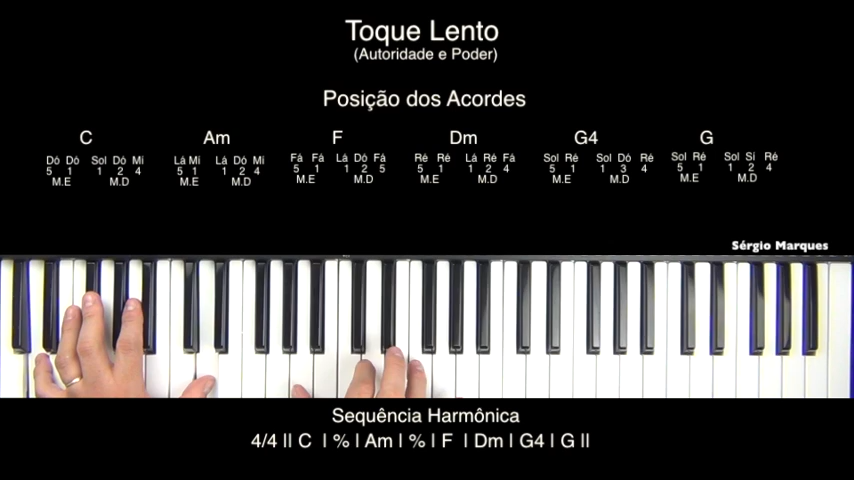 Toque Lento
(Autoridade e Poder)
Posição dos Acordes
C Am F Dm G4 G
Dó Dó Sol Dó Mi Lá Mi Lá Dó Mi Fá Fá Lá Dó Fá Ré Ré Lá Ré Fá Sol Ré Sol Dó Ré Sol Ré Sol Si Ré
5 1 1 2 4 5 1 1 2 4 5 1 1 2 5 5 1 1 2 4 5 1 1 3 4 5 1 1 2 4
M.E M.D M.E M.D M.E M.D M.E M.D M.E M.D M.E M.D
Sérgio Marques
Sequência Harmônica
4/4 || C | % | Am | % | F | Dm | G4 | G ||